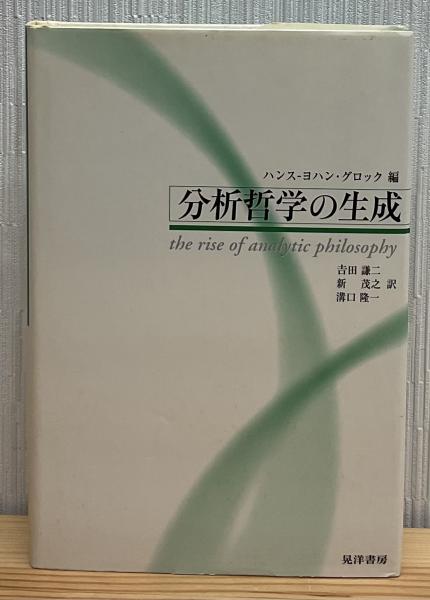 ハンス-ヨハン・グロック 編
分析哲学の生成
the rise of analytic philosophy
吉田 謙二
新 茂之 訳
溝口 隆一
晃洋書房